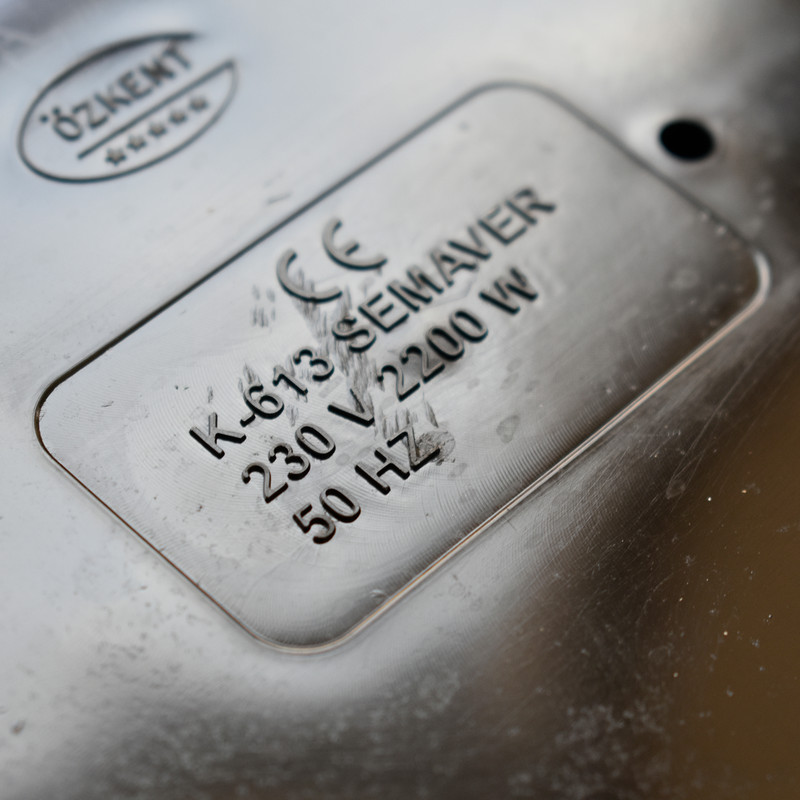 ÖZKENT
CE
K-613 SEMAVER
230 V 2200 W
50 HZ